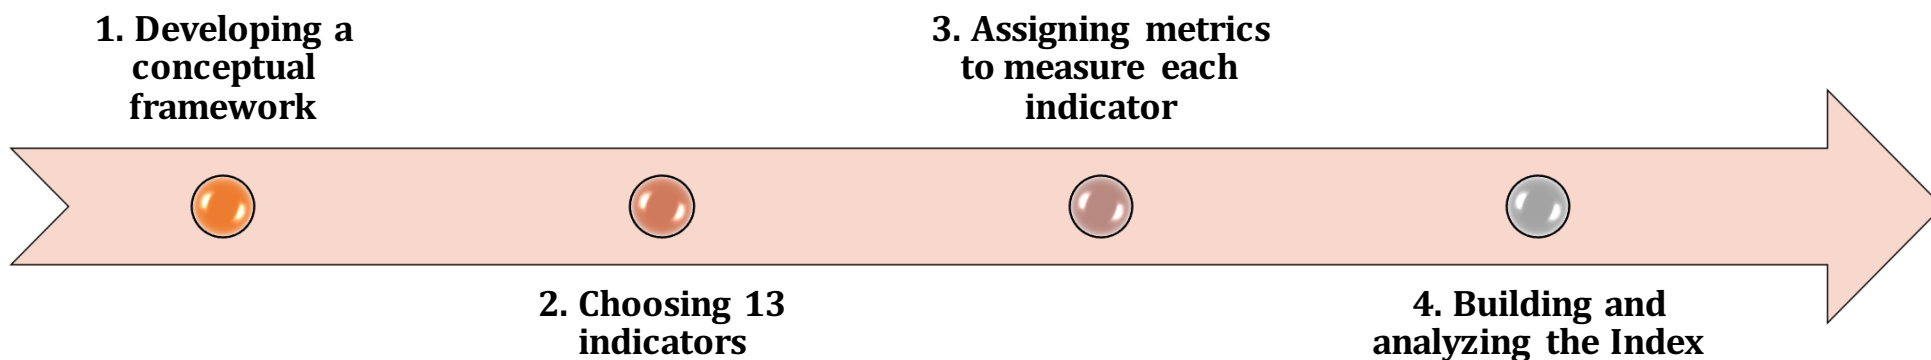 1. Developing a
conceptual
framework
2. Choosing 13
indicators
3. Assigning metrics
to measure each
indicator
4. Building and
analyzing the Index